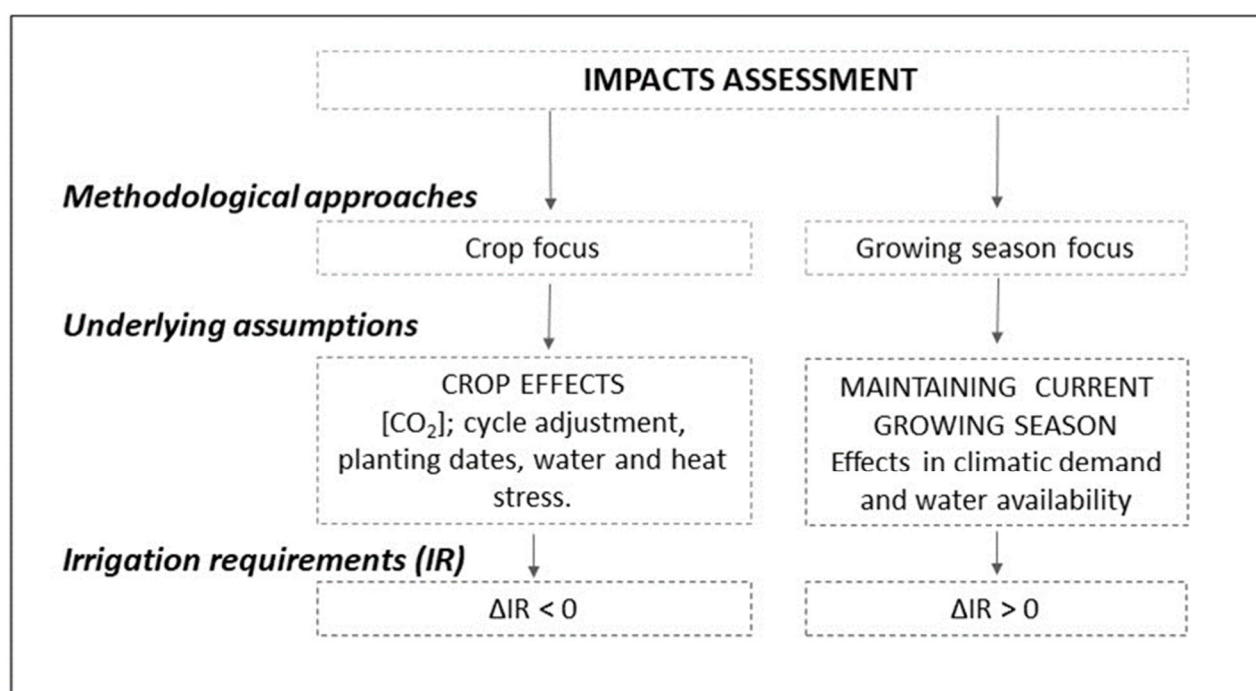 IMPACTS ASSESSMENT
Methodological approaches
Crop focus
Growing season focus
Underlying assumptions
CROP EFFECTS
[CO₂]; cycle adjustment,
planting dates, water and heat
stress.
MAINTAINING CURRENT
GROWING SEASON
Effects in climatic demand
and water availability
Irrigation requirements (IR)
ΔIR < 0
ΔIR > 0